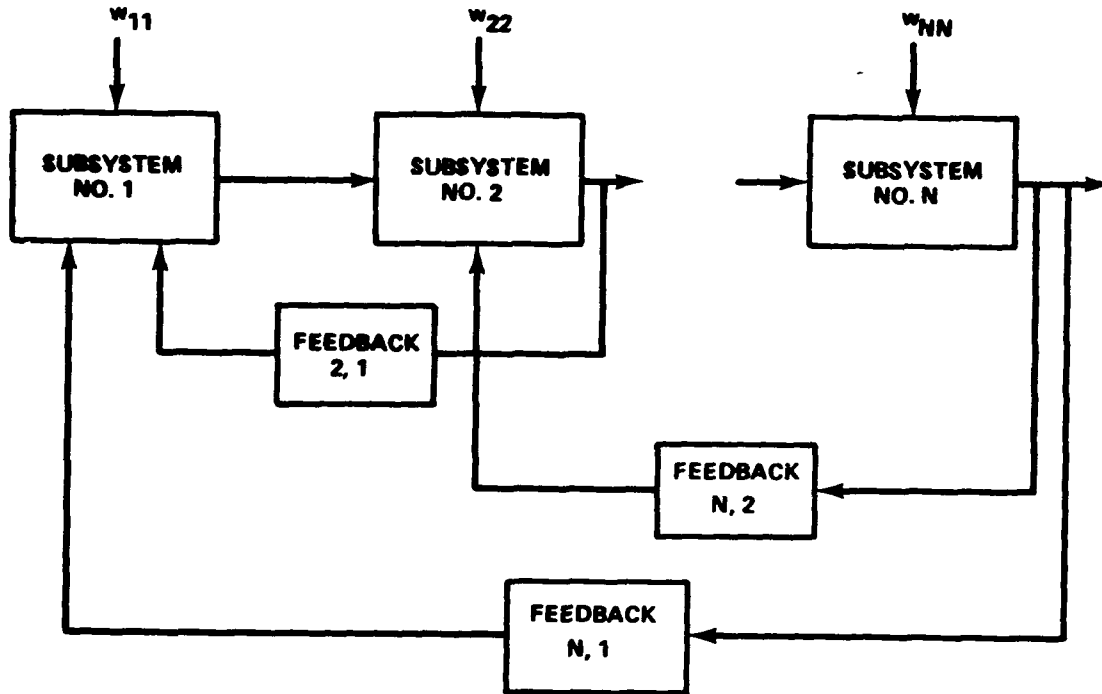 w11
w22
wNN
SUBSYSTEM
NO. 1
SUBSYSTEM
NO. 2
SUBSYSTEM
NO. N
FEEDBACK
2, 1
FEEDBACK
N, 2
FEEDBACK
N, 1